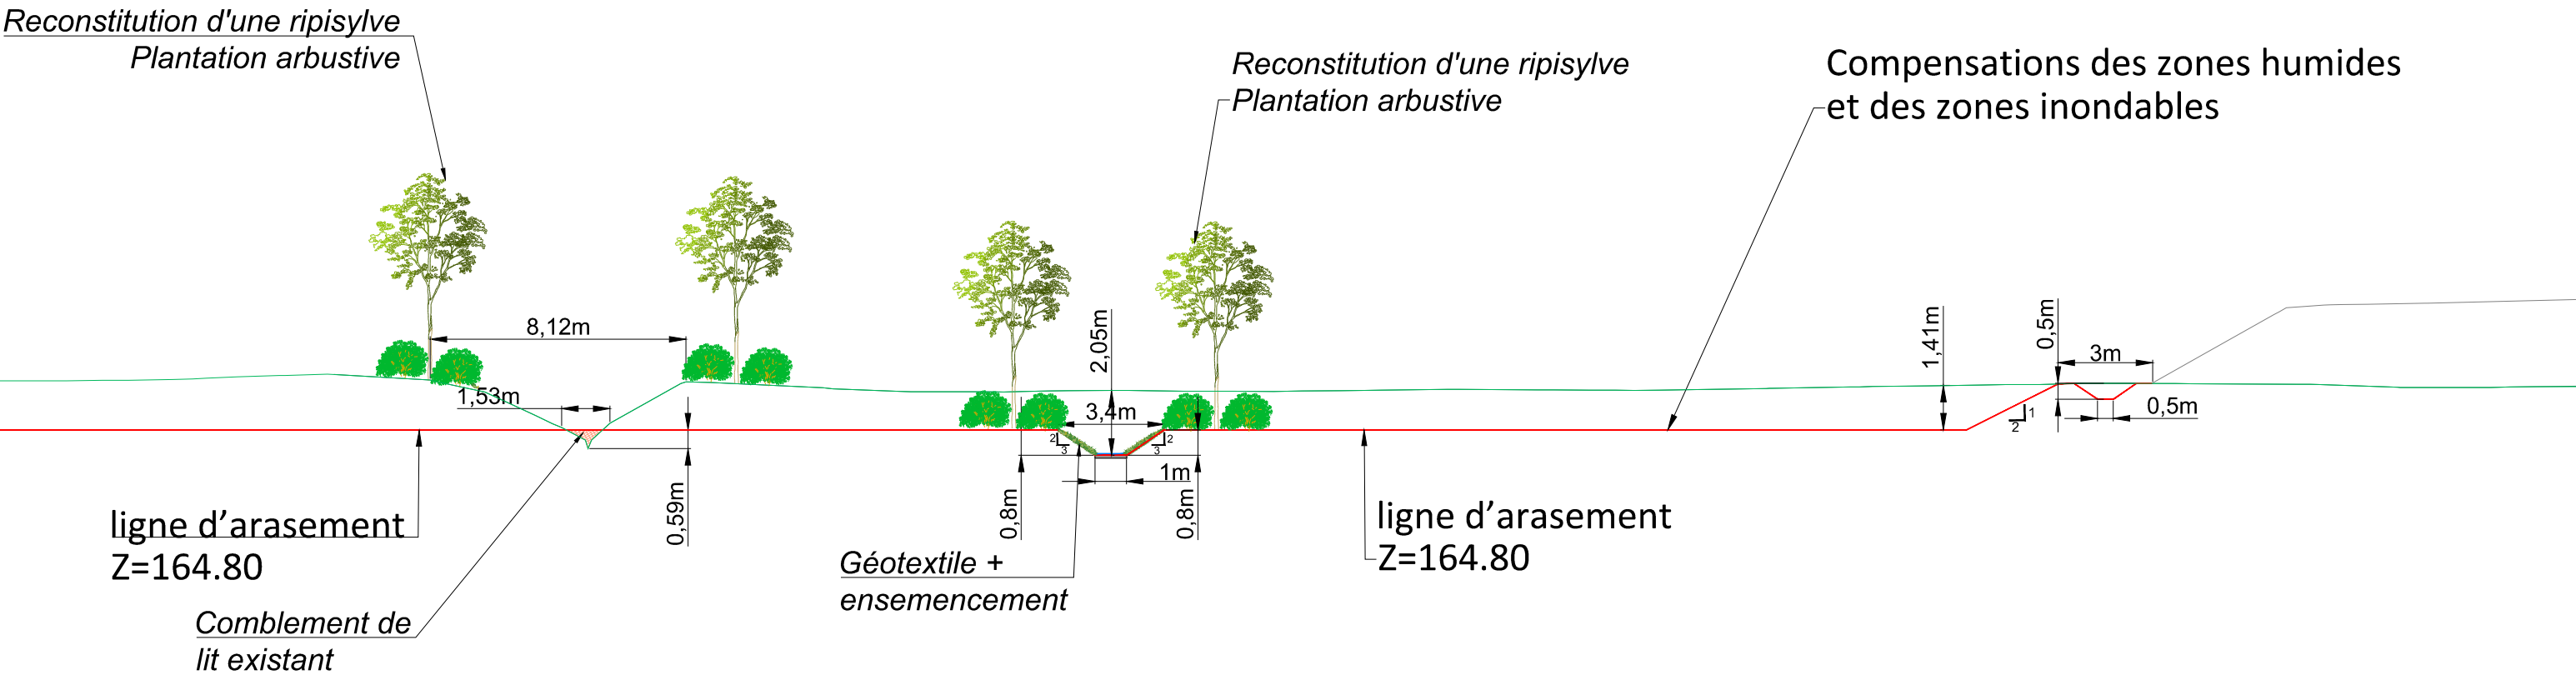 Reconstitution d'une ripisylve
Plantation arbustive
Reconstitution d'une ripisylve
Plantation arbustive
Compensations des zones humides
et des zones inondables
8,12m
1,53m
0,59m
2,05m
3,4m
2
3
2
3
1m
0,8m
0,8m
1,41m
0,5m
3m
0,5m
1
2
ligne d’arasement
Z=164.80
Comblement de
lit existant
Géotextile +
ensemencement
ligne d’arasement
Z=164.80